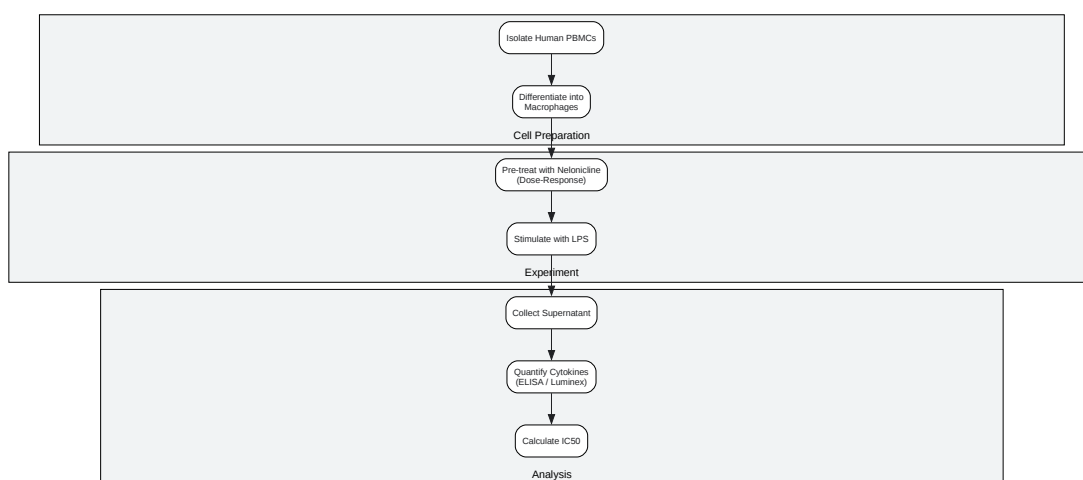 Isolate Human PBMCs
Differentiate into
Macrophages
Cell Preparation
Pre-treat with Nelonicline
(Dose-Response)
Stimulate with LPS
Experiment
Collect Supernatant
Quantify Cytokines
(ELISA / Luminex)
Calculate IC50
Analysis